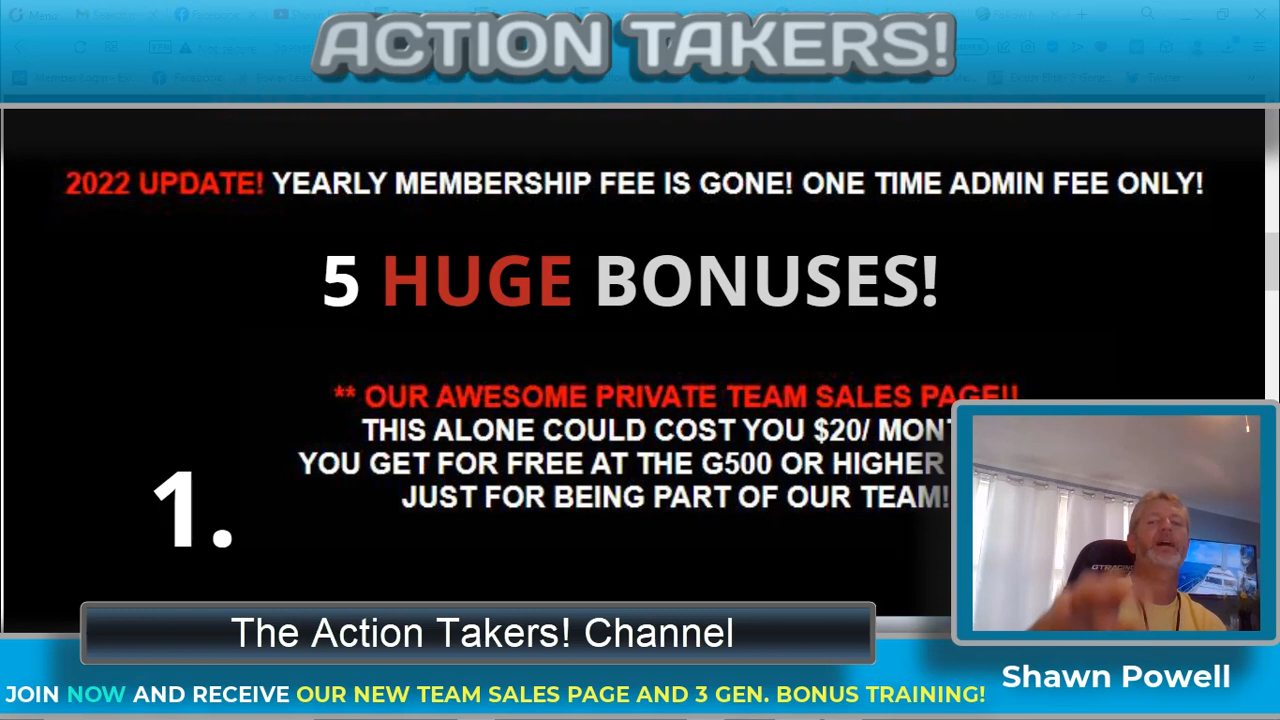 ACTION TAKERS!
2022 UPDATE! YEARLY MEMBERSHIP FEE IS GONE! ONE TIME ADMIN FEE ONLY!
5 HUGE BONUSES!
** OUR AWESOME PRIVATE TEAM SALES PAGE!!
THIS ALONE COULD COST YOU $20/
YOU GET FOR FREE AT THE G500 OR HIGHER
JUST FOR BEING PART OF OUR TEAM!
1.
GTRACING
The Action Takers! Channel
Shawn Powell
JOIN NOW AND RECEIVE OUR NEW TEAM SALES PAGE AND 3 GEN. BONUS TRAINING!